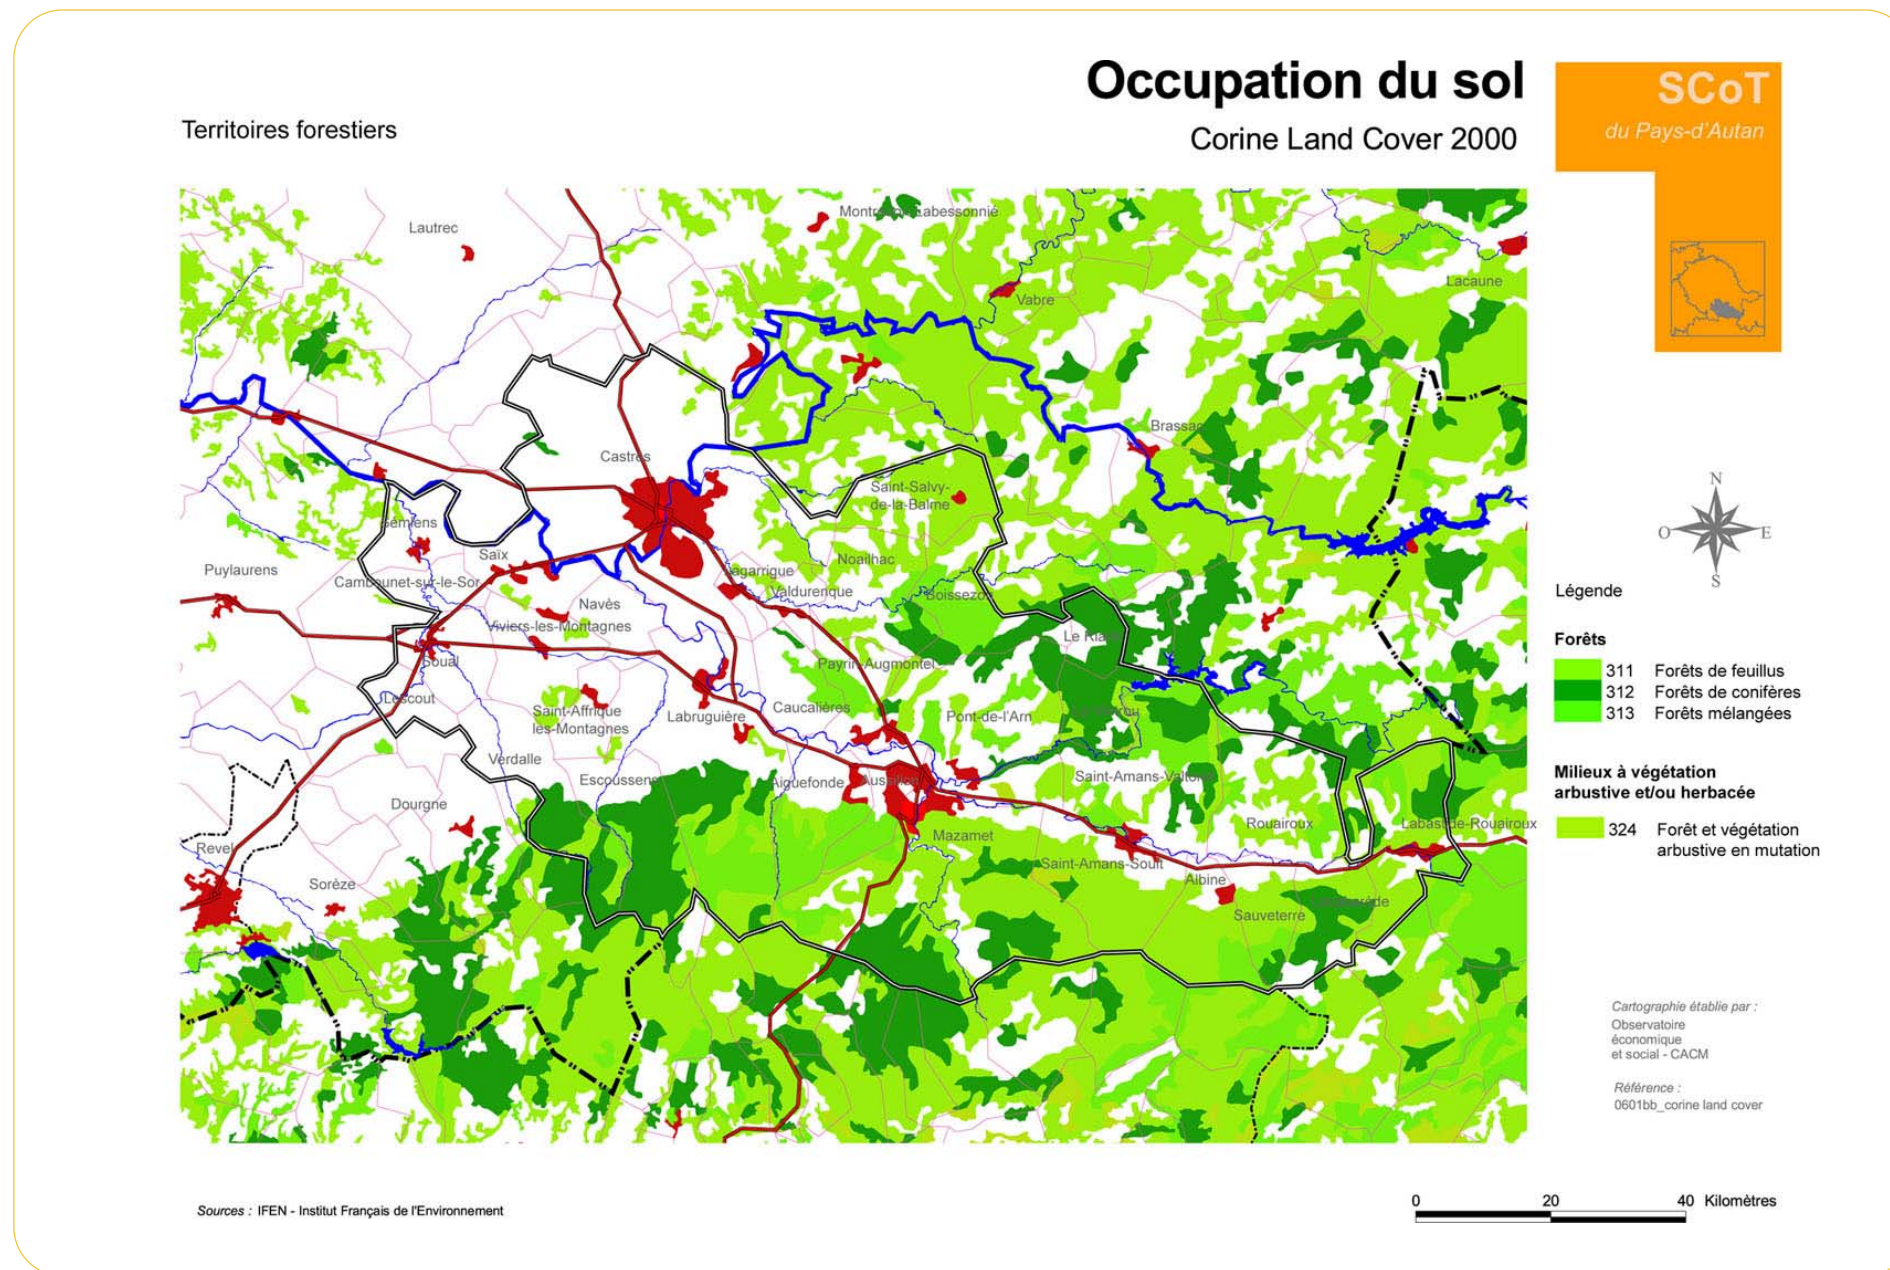 Occupation du sol
Corine Land Cover 2000
Territoires forestiers
SCoT
du Pays-d'Autan
Lautrec
Montredon-Labessonnié
Lacaune
Vabre
Brassac
Castres
Saint-Salvy-
de-la-Balme
Sémiens
Saïx
Noailhac
Puylaurens
Cambounet-sur-le-Sor
Lagarrigue
Valdurenque
Boissezon
Navès
Viviers-les-Montagnes
Le Rialet
Soual
Payrin-Augmontel
Lescout
Saint-Affrique
les-Montagnes
Labruguière
Caucalières
Pont-de-l'Arn
Verdalle
Escoussens
Aiguefonde
Aussillon
Saint-Amans-Valtoret
Dourgne
Mazamet
Rouairoux
Labastide-Rouairoux
Revel
Saint-Amans-Soult
Sorèze
Albine
Sauveterre
N
O
E
S
Légende
Forêts
311 Forêts de feuillus
312 Forêts de conifères
313 Forêts mélangées
Milieux à végétation
arbustive et/ou herbacée
324 Forêt et végétation
arbustive en mutation
Cartographie établie par :
Observatoire
économique
et social - CACM
Référence :
0601bb_corine land cover
0 20 40 Kilomètres
Sources : IFEN - Institut Français de l'Environnement